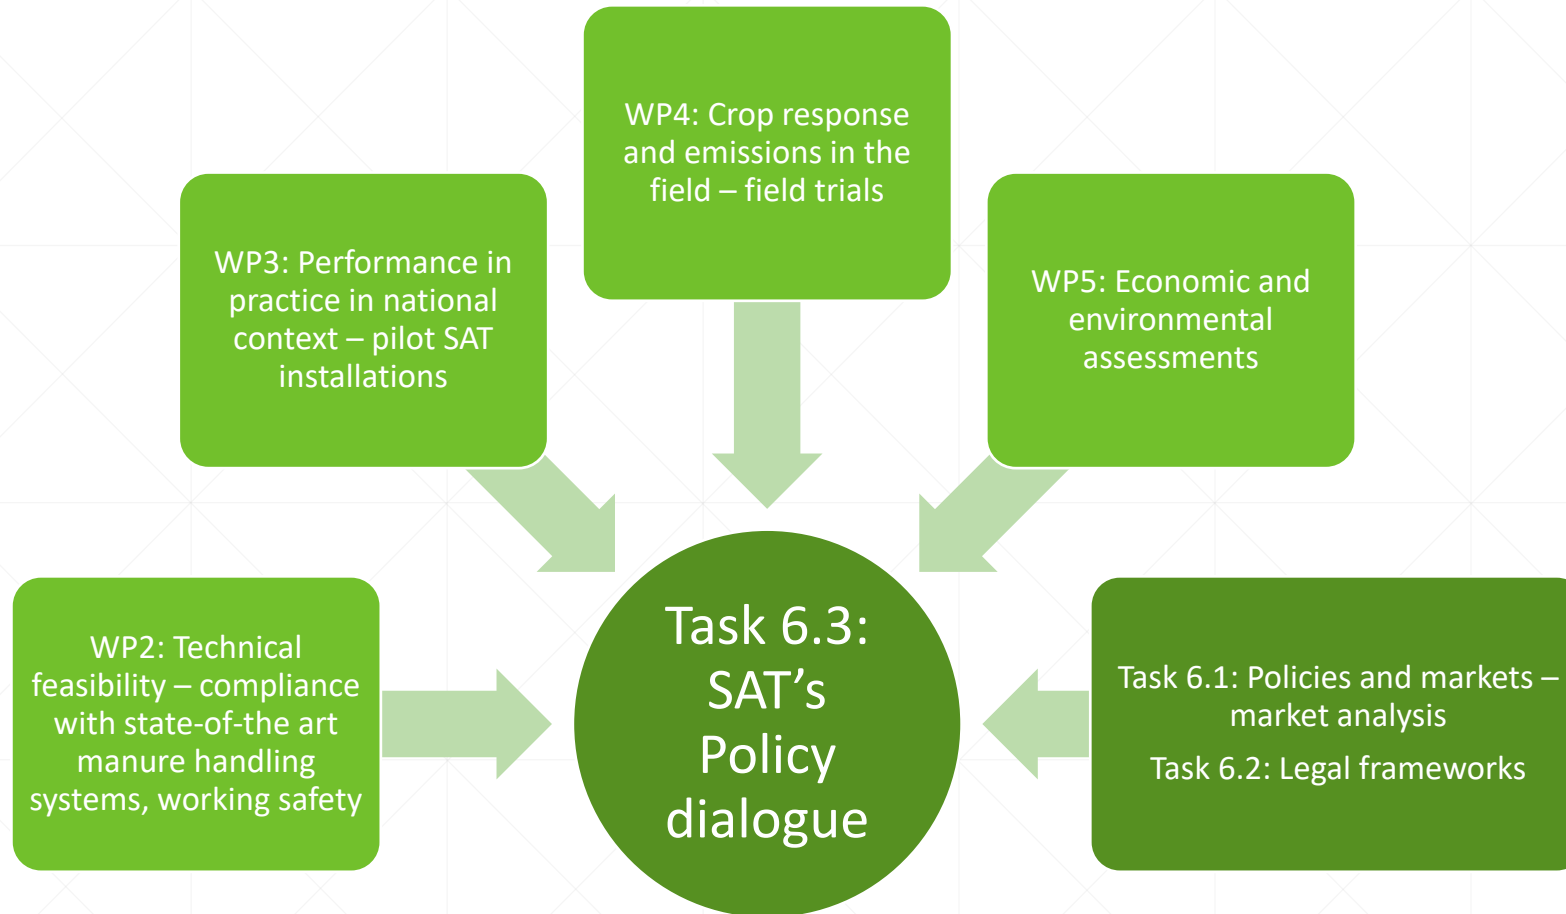 WP4: Crop response
and emissions in the
field – field trials
WP3: Performance in
practice in national
context – pilot SAT
installations
WP5: Economic and
environmental
assessments
WP2: Technical
feasibility – compliance
with state-of-the art
manure handling
systems, working safety
Task 6.3:
SAT’s
Policy
dialogue
Task 6.1: Policies and markets –
market analysis
Task 6.2: Legal frameworks